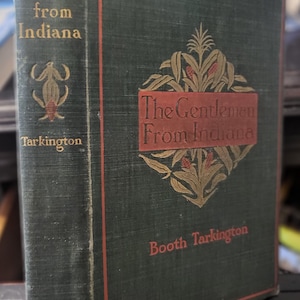 from
Indiana
Tarkington
The Gentleman
From Indiana
Booth Tarkington